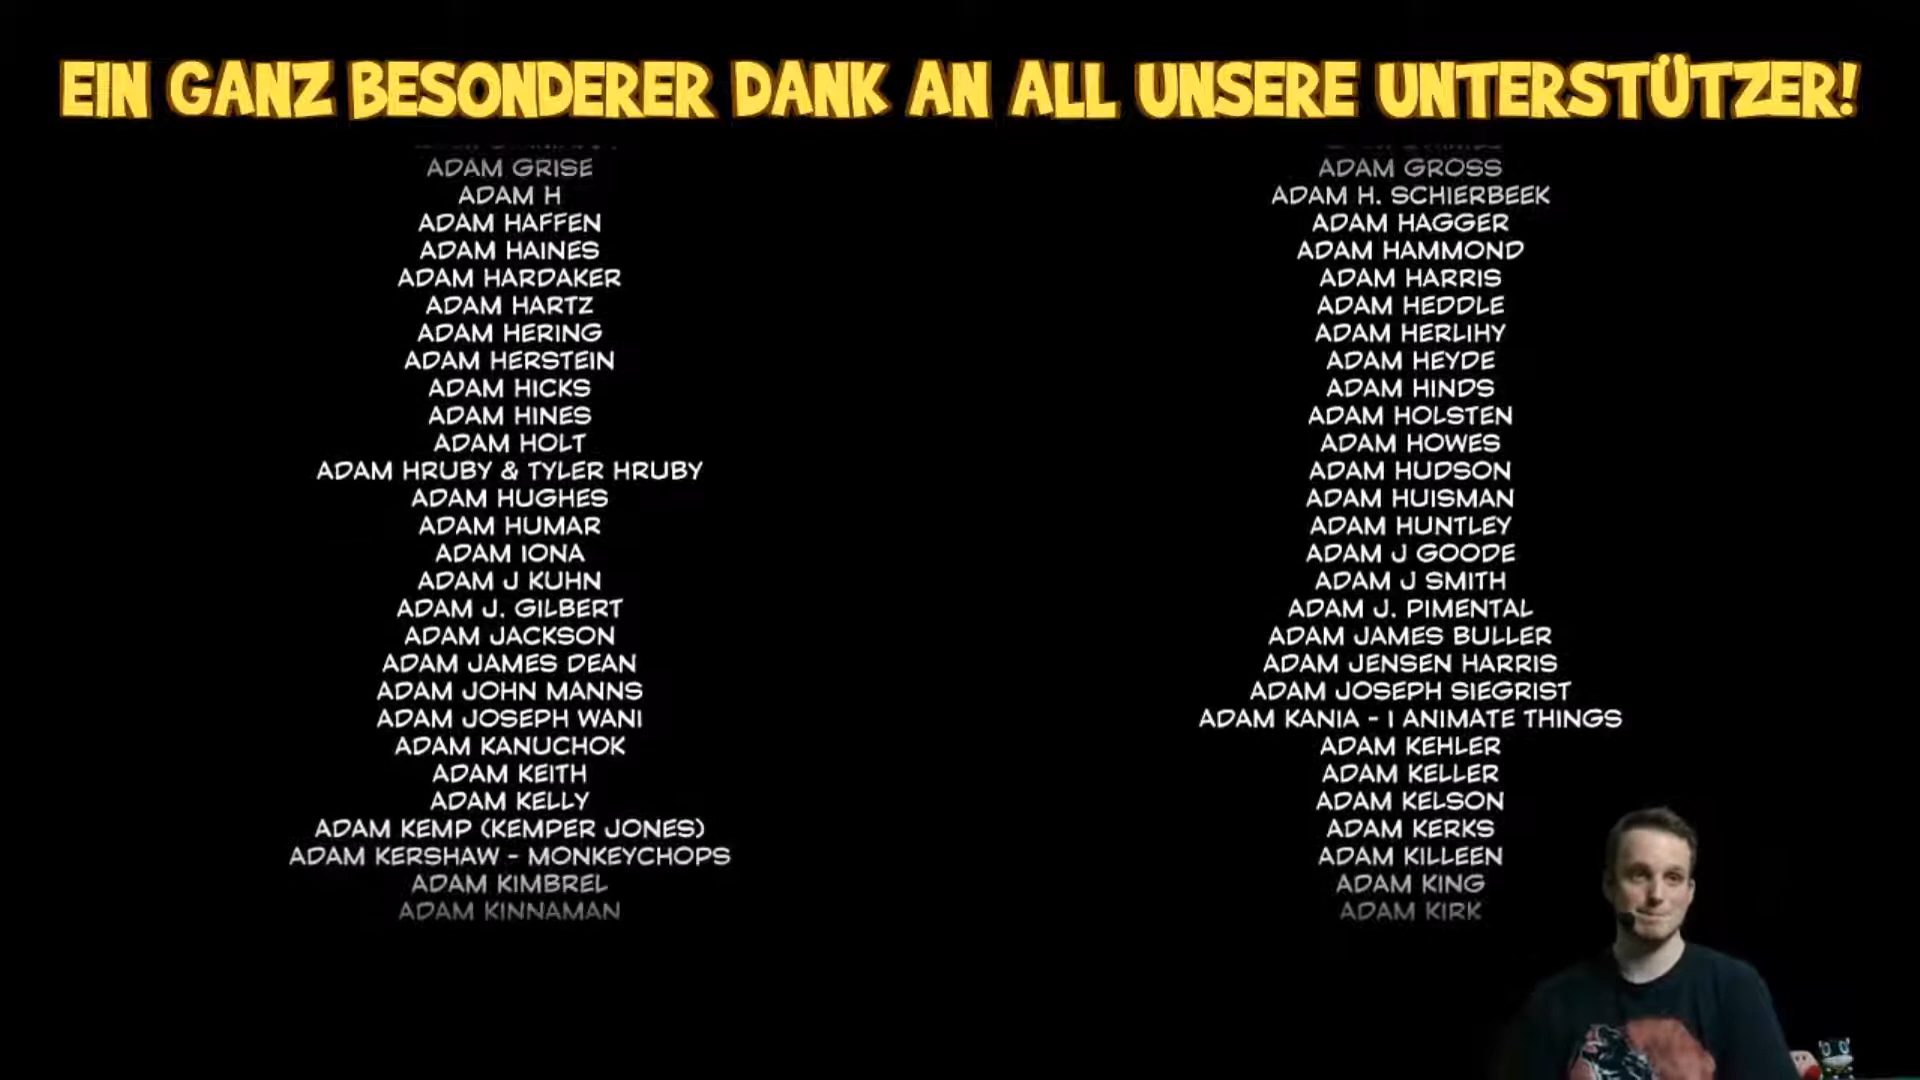 EIN GANZ BESONDERER DANK AN ALL UNSERE UNTERSTÜTZER!
ADAM GRISE
ADAM GROSS
ADAM H
ADAM H. SCHIERBEEK
ADAM HAFFEN
ADAM HAGGER
ADAM HAINES
ADAM HAMMOND
ADAM HARDAKER
ADAM HARRIS
ADAM HARTZ
ADAM HEDDLE
ADAM HERING
ADAM HERLIHY
ADAM HERSTEIN
ADAM HEYDE
ADAM HICKS
ADAM HINDS
ADAM HINES
ADAM HOLSTEN
ADAM HOLT
ADAM HOWES
ADAM HRUBY & TYLER HRUBY
ADAM HUDSON
ADAM HUGHES
ADAM HUISMAN
ADAM HUMAR
ADAM HUNTLEY
ADAM IONA
ADAM J GOODE
ADAM J KUHN
ADAM J SMITH
ADAM J. GILBERT
ADAM J. PIMENTAL
ADAM JACKSON
ADAM JAMES BULLER
ADAM JAMES DEAN
ADAM JENSEN HARRIS
ADAM JOHN MANNS
ADAM JOSEPH SIEGRIST
ADAM JOSEPH WANI
ADAM KANIA - I ANIMATE THINGS
ADAM KANUCHOK
ADAM KEHLER
ADAM KEITH
ADAM KELLER
ADAM KELLY
ADAM KELSON
ADAM KEMP (KEMPER JONES)
ADAM KERKS
ADAM KERSHAW - MONKEYCHOPS
ADAM KILLEEN
ADAM KIMBREL
ADAM KING
ADAM KINNAMAN
ADAM KIRK